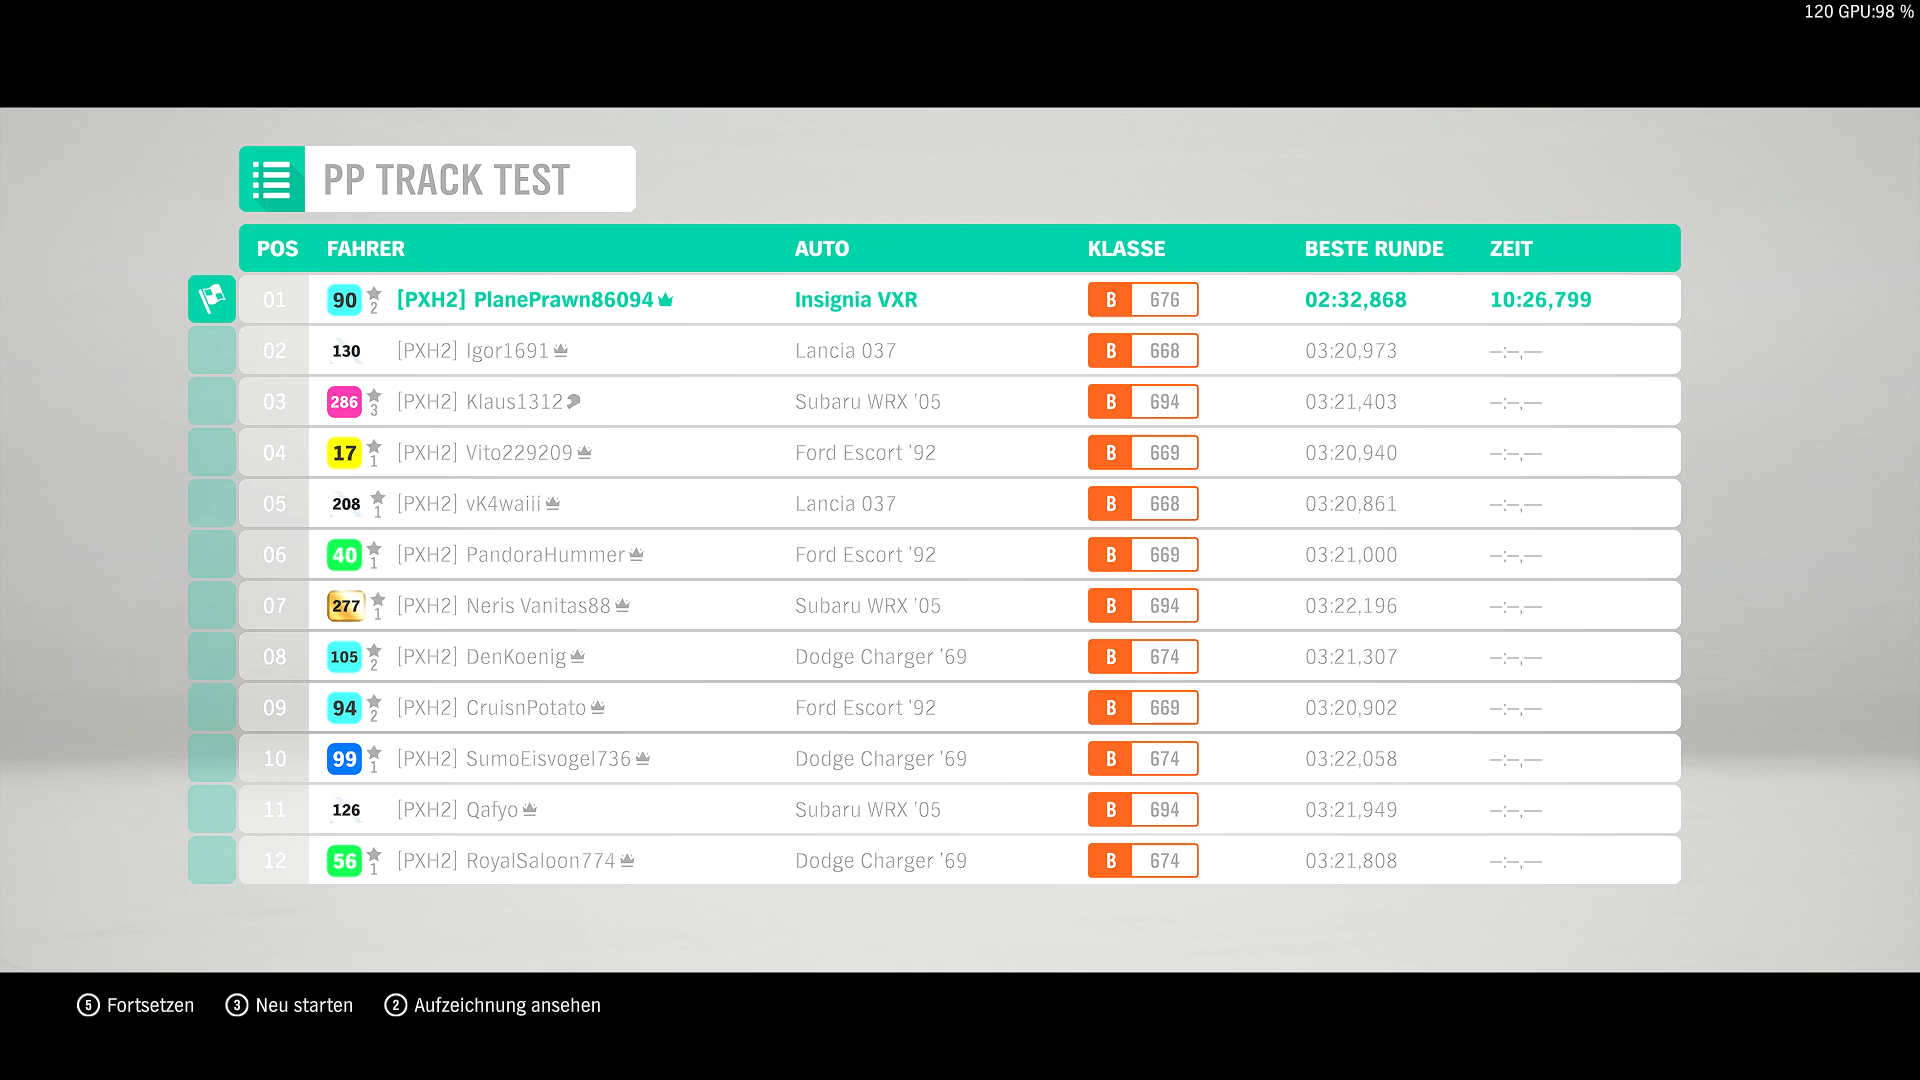 120 GPU:98 %
PP TRACK TEST
POS FAHRER AUTO KLASSE BESTE RUNDE ZEIT
01 90 2 [PXH2] PlanePrawn86094 Insignia VXR B 676 02:32,868 10:26,799
02 130 [PXH2] Igor1691 Lancia 037 B 668 03:20,973 --:--,---
03 286 3 [PXH2] Klaus1312 Subaru WRX '05 B 694 03:21,403 --:--,---
04 17 1 [PXH2] Vito229209 Ford Escort '92 B 669 03:20,940 --:--,---
05 208 1 [PXH2] vK4waiii Lancia 037 B 668 03:20,861 --:--,---
06 40 1 [PXH2] PandoraHummer Ford Escort '92 B 669 03:21,000 --:--,---
07 277 1 [PXH2] Neris Vanitas88 Subaru WRX '05 B 694 03:22,196 --:--,---
08 105 2 [PXH2] DenKoenig Dodge Charger '69 B 674 03:21,307 --:--,---
09 94 2 [PXH2] CruisnPotato Ford Escort '92 B 669 03:20,902 --:--,---
10 99 1 [PXH2] SumoEisvogel736 Dodge Charger '69 B 674 03:22,058 --:--,---
11 126 [PXH2] Qafyo Subaru WRX '05 B 694 03:21,949 --:--,---
12 56 1 [PXH2] RoyalSaloon774 Dodge Charger '69 B 674 03:21,808 --:--,---
5 Fortsetzen 3 Neu starten 2 Aufzeichnung ansehen